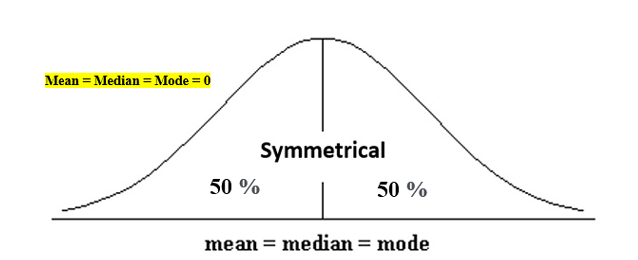 Mean = Median = Mode = 0
Symmetrical
50 % 50 %
mean = median = mode